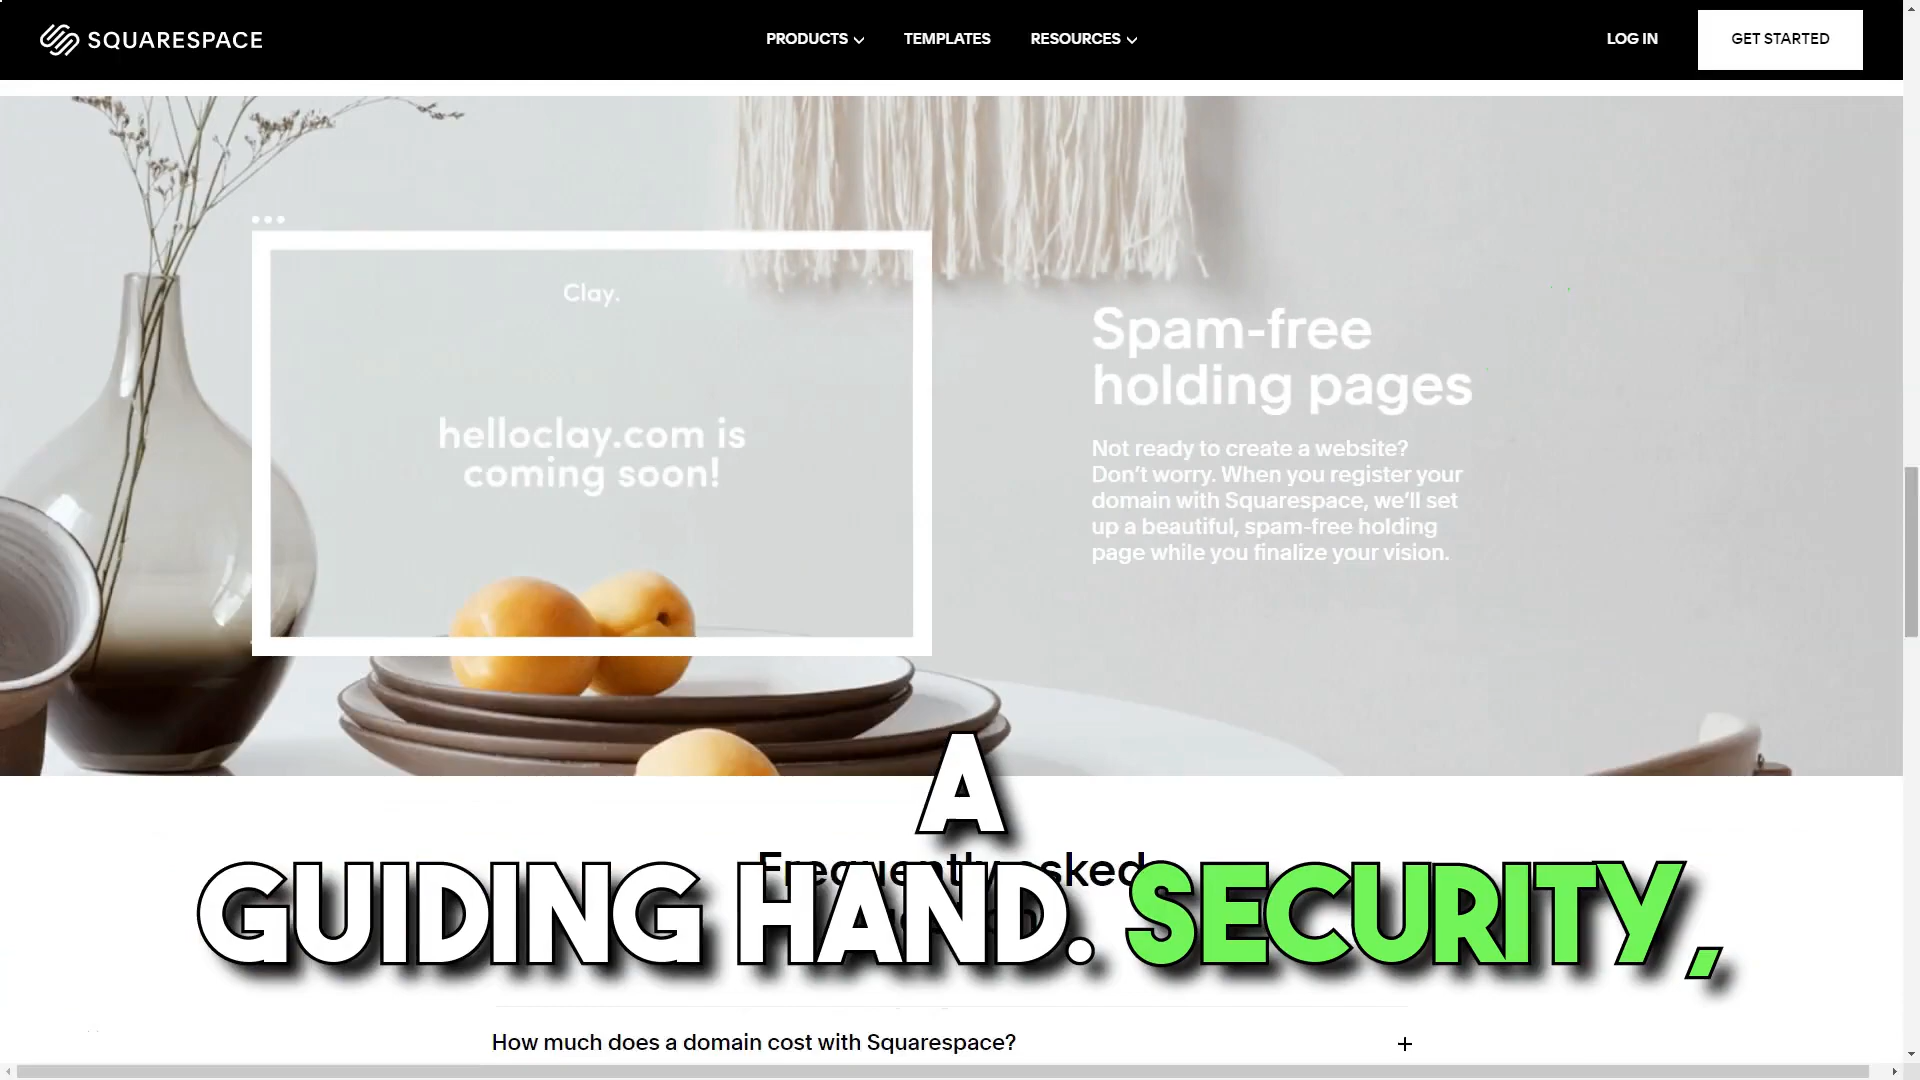 SQUARESPACE
PRODUCTS
TEMPLATES
RESOURCES
LOG IN
GET STARTED
Clay.
helloclay.com is
coming soon!
Spam-free
holding pages
Not ready to create a website?
Don’t worry. When you register your
domain with Squarespace, we’ll set
up a beautiful, spam-free holding
page while you finalize your vision.
Frequently asked
A
GUIDING HAND. SECURITY,
How much does a domain cost with Squarespace?